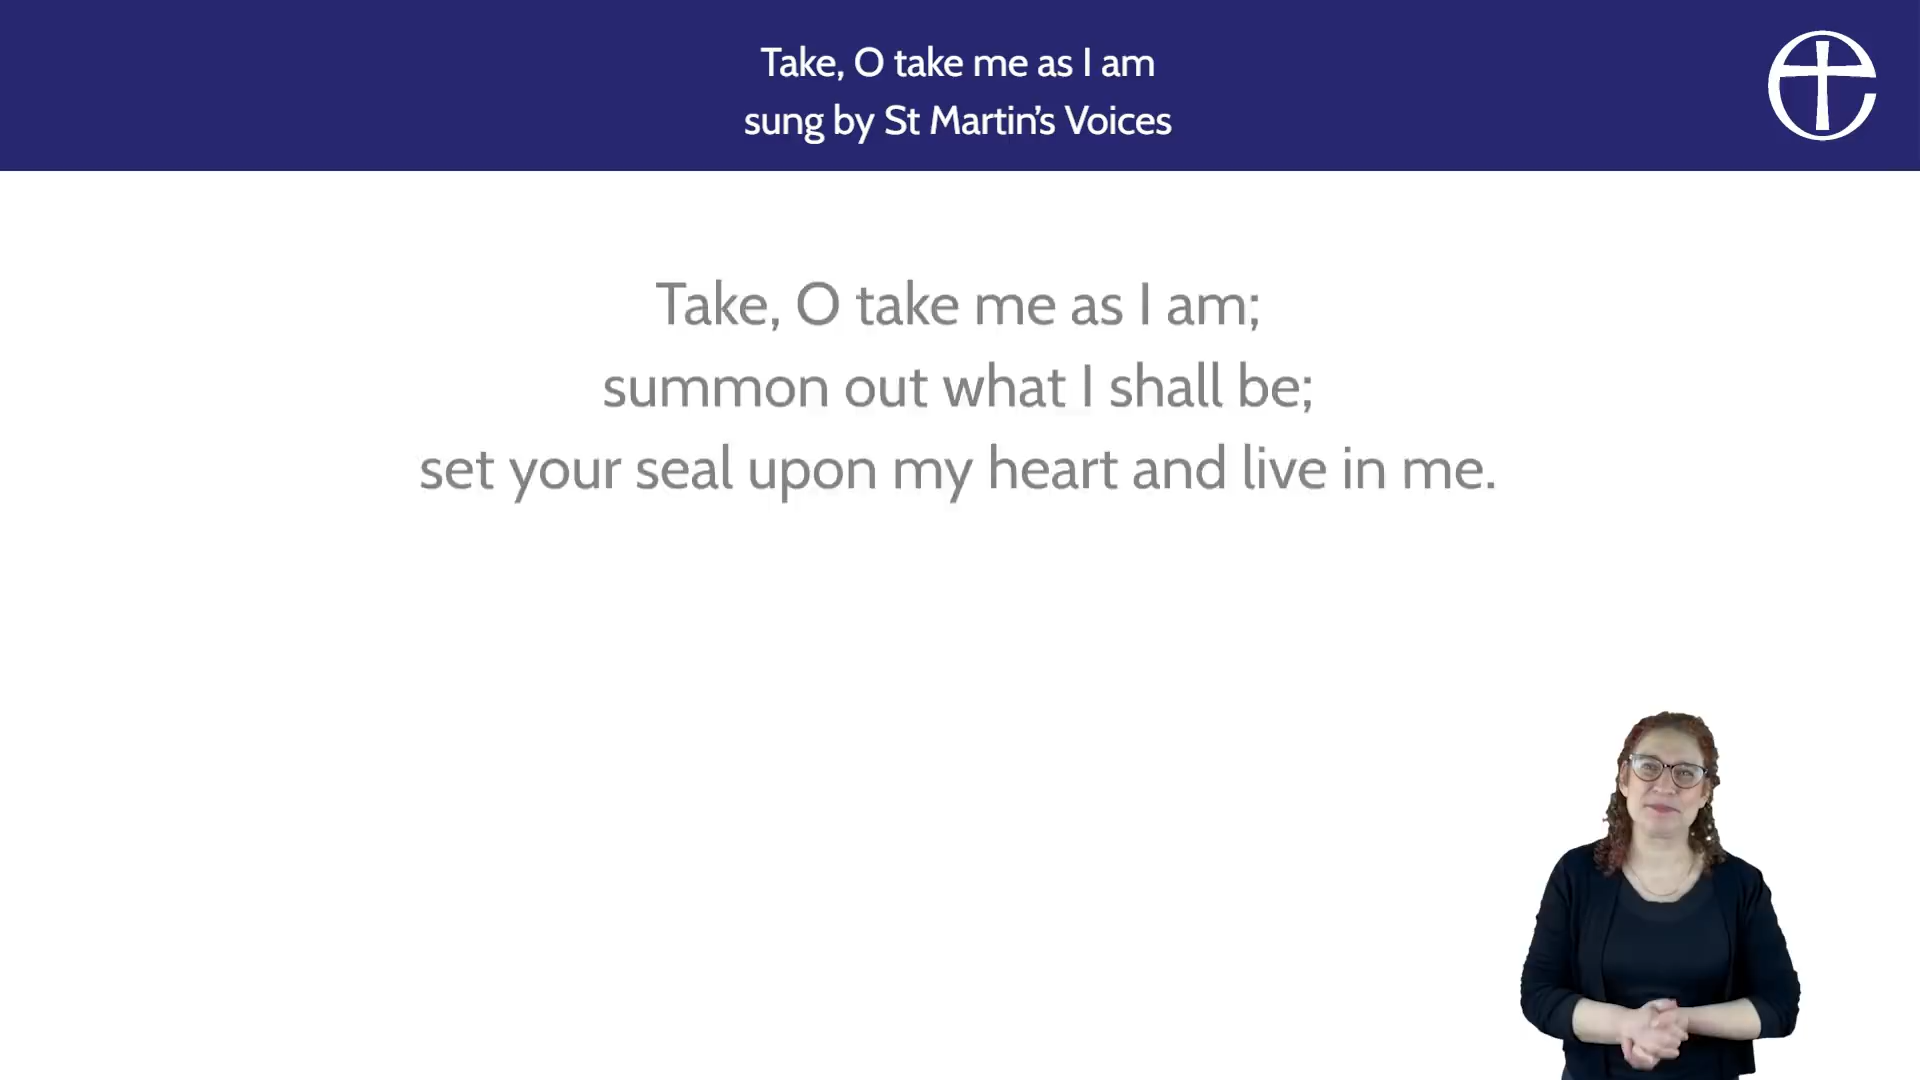 Take, O take me as I am
sung by St Martin's Voices
Take, O take me as I am;
summon out what I shall be;
set your seal upon my heart and live in me.